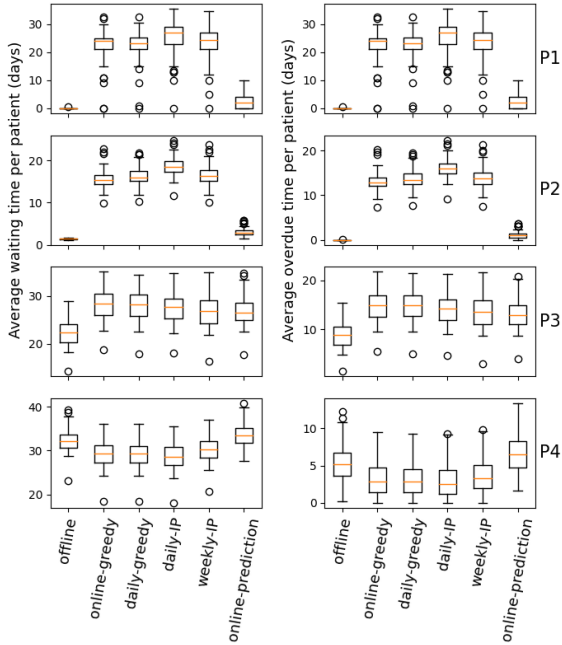 Average waiting time per patient (days)
Average overdue time per patient (days)
30
20
10
0
30
20
10
0
P1
20
10
0
20
10
0
P2
30
20
20
10
P3
40
30
20
10
5
0
P4
offline
online-greedy
daily-greedy
daily-IP
weekly-IP
online-prediction
offline
online-greedy
daily-greedy
daily-IP
weekly-IP
online-prediction